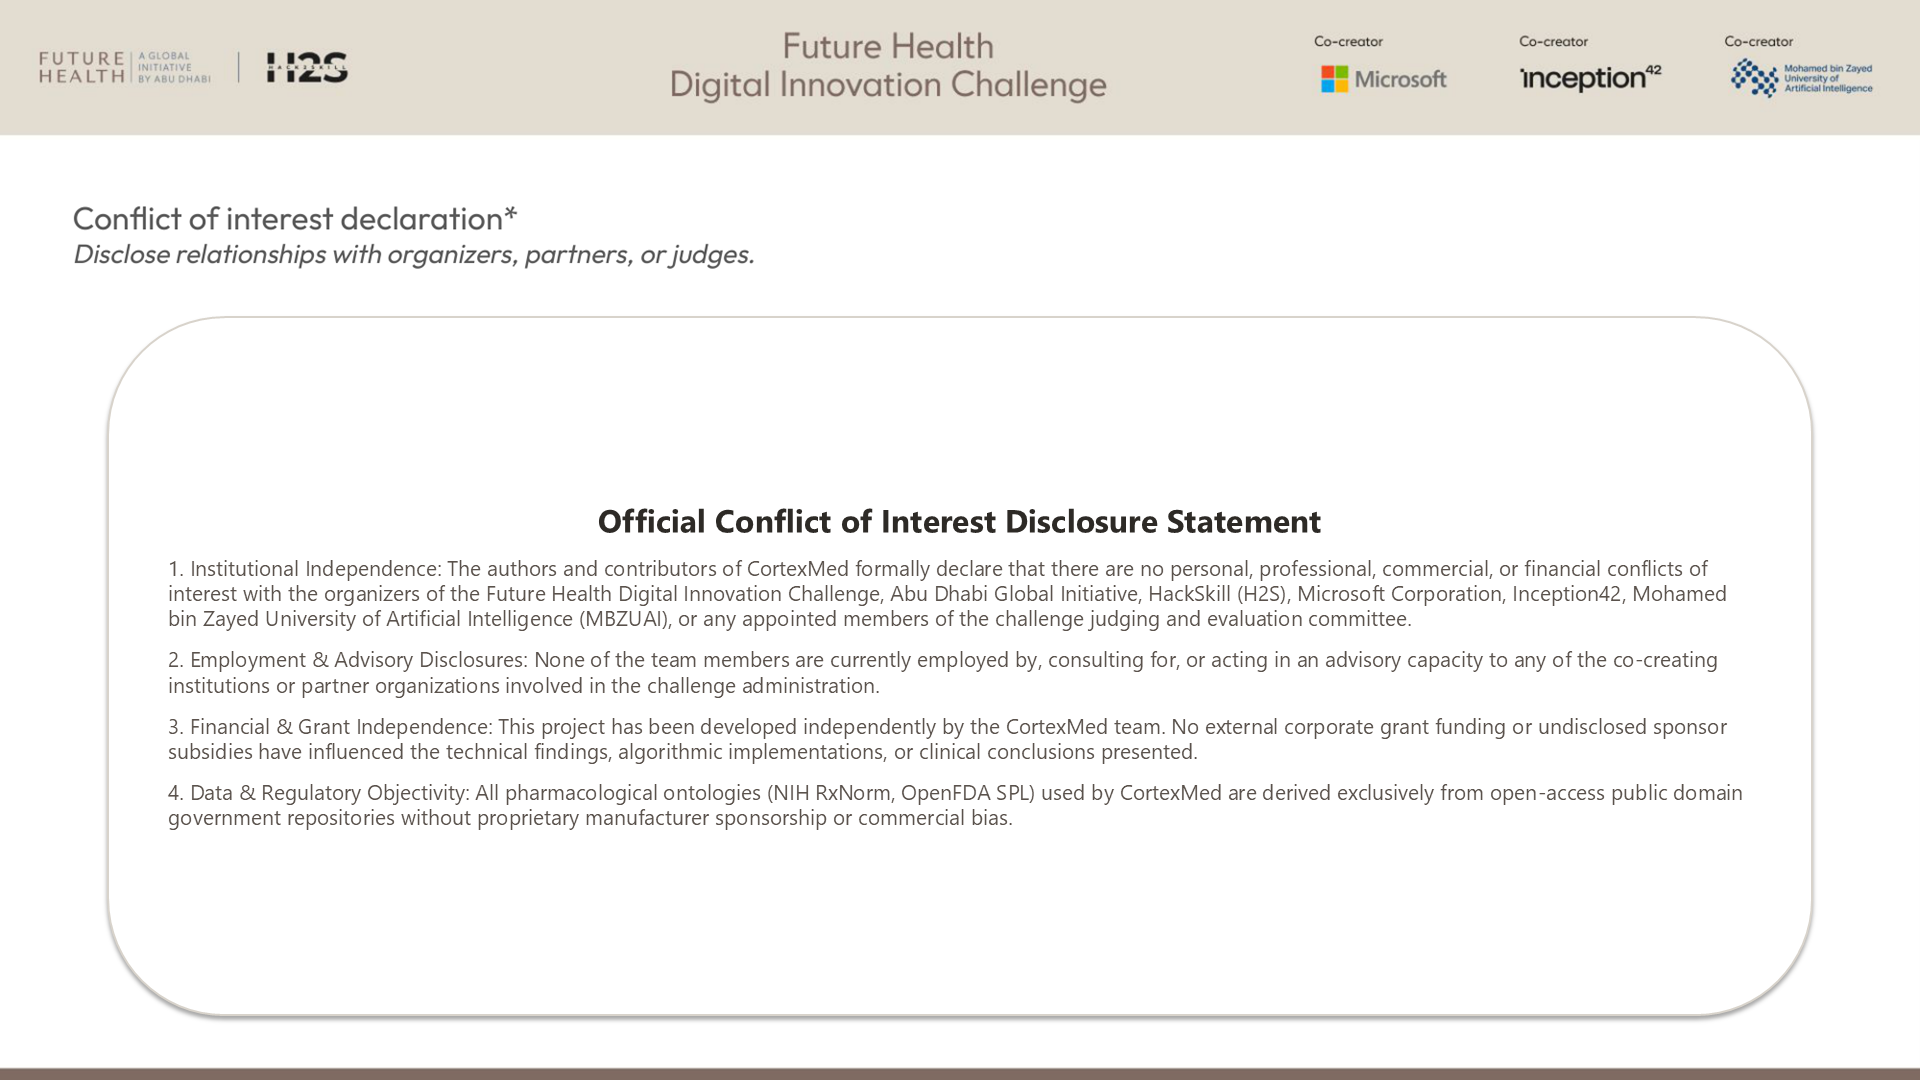 FUTURE HEALTH
A GLOBAL INITIATIVE BY ABU DHABI
H2S
HACK2SKILL
Future Health
Digital Innovation Challenge
Co-creator
Microsoft
Co-creator
inception42
Co-creator
Mohamed bin Zayed
University of
Artificial Intelligence
Conflict of interest declaration*
Disclose relationships with organizers, partners, or judges.
Official Conflict of Interest Disclosure Statement
1. Institutional Independence: The authors and contributors of CortexMed formally declare that there are no personal, professional, commercial, or financial conflicts of
interest with the organizers of the Future Health Digital Innovation Challenge, Abu Dhabi Global Initiative, HackSkill (H2S), Microsoft Corporation, Inception42, Mohamed
bin Zayed University of Artificial Intelligence (MBZUAI), or any appointed members of the challenge judging and evaluation committee.
2. Employment & Advisory Disclosures: None of the team members are currently employed by, consulting for, or acting in an advisory capacity to any of the co-creating
institutions or partner organizations involved in the challenge administration.
3. Financial & Grant Independence: This project has been developed independently by the CortexMed team. No external corporate grant funding or undisclosed sponsor
subsidies have influenced the technical findings, algorithmic implementations, or clinical conclusions presented.
4. Data & Regulatory Objectivity: All pharmacological ontologies (NIH RxNorm, OpenFDA SPL) used by CortexMed are derived exclusively from open-access public domain
government repositories without proprietary manufacturer sponsorship or commercial bias.